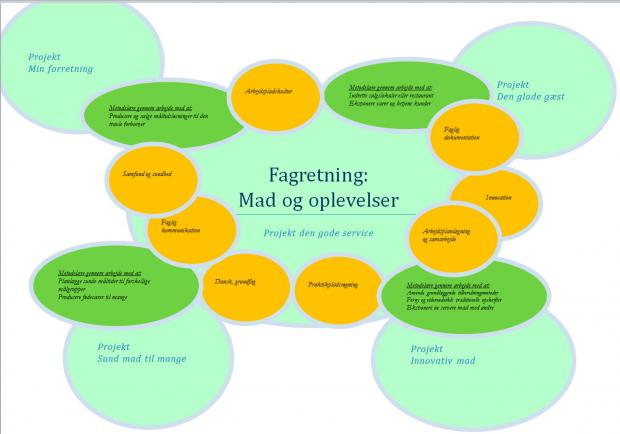 Projekt
Min forretning
Metodelære gennem arbejde med at:
Producere og sælge måltidsløsninger til den
travle forbruger
Arbejdspladskultur
Metodelære gennem arbejde med at:
Indrette salgslokaler eller restaurant
Eksponere varer og betjene kunder
Projekt
Den glade gæst
Faglig
dokumentation
Samfund og sundhed
Innovation
Fagretning:
Mad og oplevelser
Projekt den gode service
Faglig
kommunikation
Arbejdsplanlægning
og samarbejde
Metodelære gennem arbejde med at:
Planlægge sunde måltider til forskellige
målgrupper
Producere fødevarer til mange
Dansk, grundfag
Praktikpladssøgning
Metodelære gennem arbejde med at:
Anvende grundlæggende tilberedningsmetoder
Forny og videreudvikle traditionelle opskrifter
Eksponere og servere mad med andre
Projekt
Sund mad til mange
Projekt
Innovativ mad